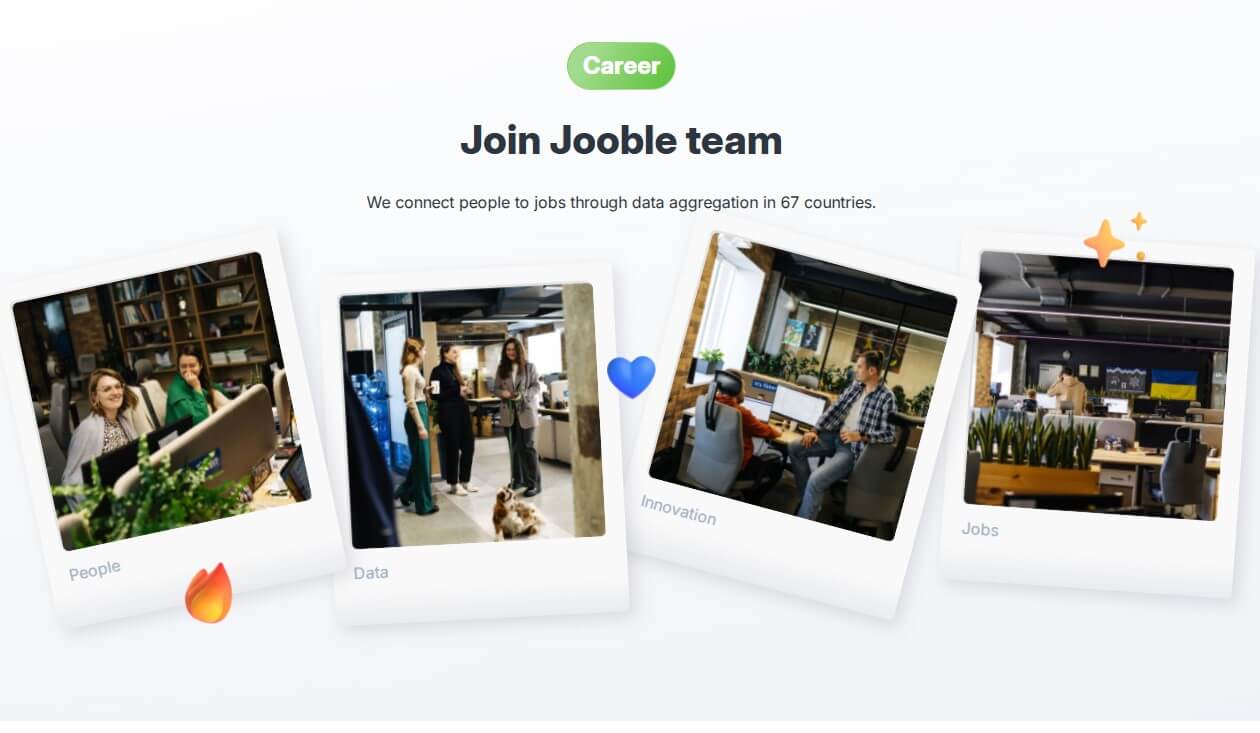 Career
Join Jooble team
We connect people to jobs through data aggregation in 67 countries.
People
Data
Innovation
Jobs